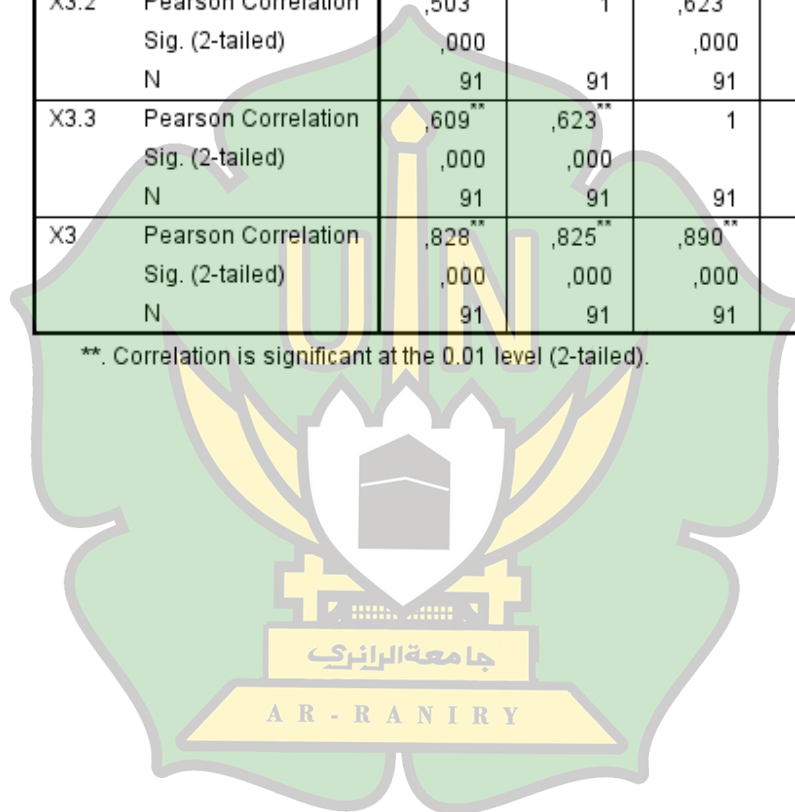 X3.2 Pearson Correlation ,503 1 ,623
Sig. (2-tailed) ,000 ,000
N 91 91 91
X3.3 Pearson Correlation ,609** ,623** 1
Sig. (2-tailed) ,000 ,000
N 91 91 91
X3 Pearson Correlation ,828** ,825** ,890**
Sig. (2-tailed) ,000 ,000 ,000
N 91 91 91
**. Correlation is significant at the 0.01 level (2-tailed).
UIN
جامعة الرانري
AR-RANIRY